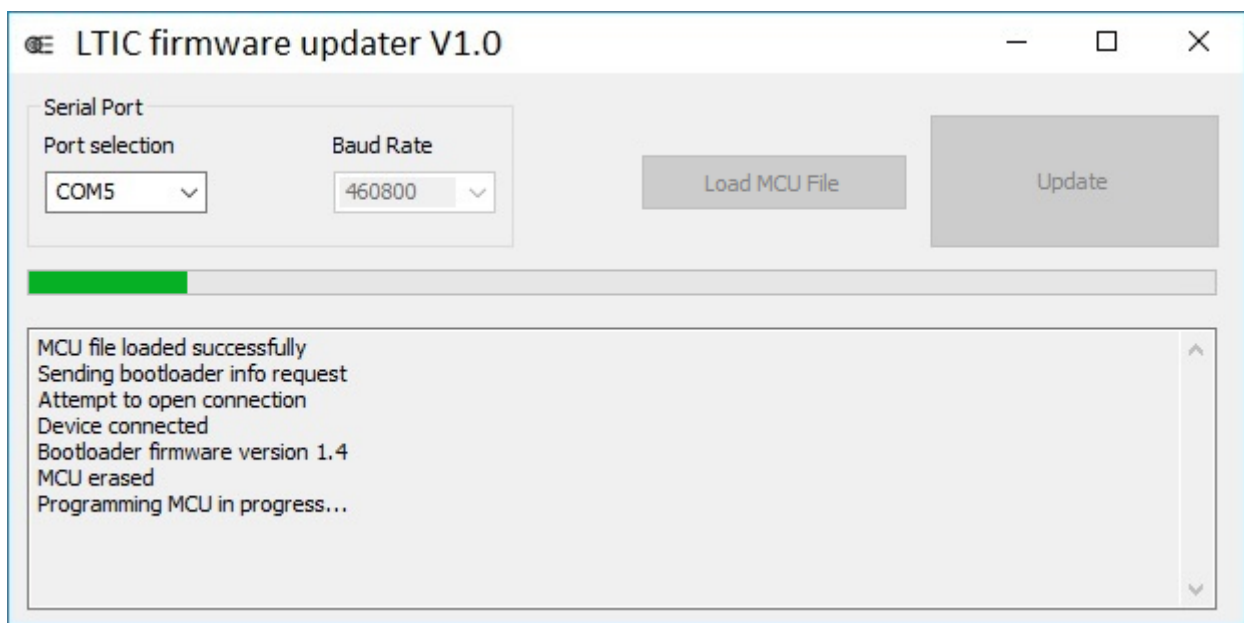 LTIC firmware updater V1.0
Serial Port
Port selection
Baud Rate
COM5
460800
Load MCU File
Update
MCU file loaded successfully
Sending bootloader info request
Attempt to open connection
Device connected
Bootloader firmware version 1.4
MCU erased
Programming MCU in progress...